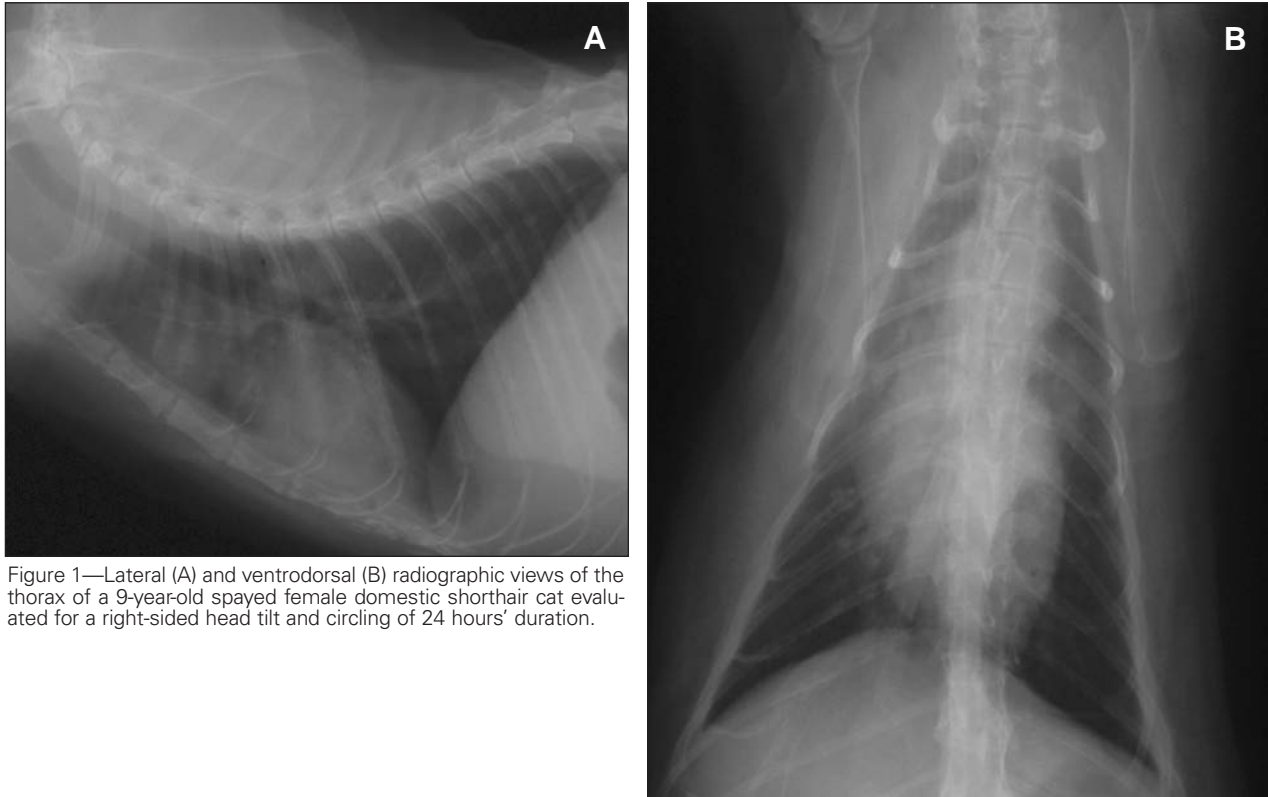 A
B
Figure 1—Lateral (A) and ventrodorsal (B) radiographic views of the
thorax of a 9-year-old spayed female domestic shorthair cat evalu-
ated for a right-sided head tilt and circling of 24 hours’ duration.